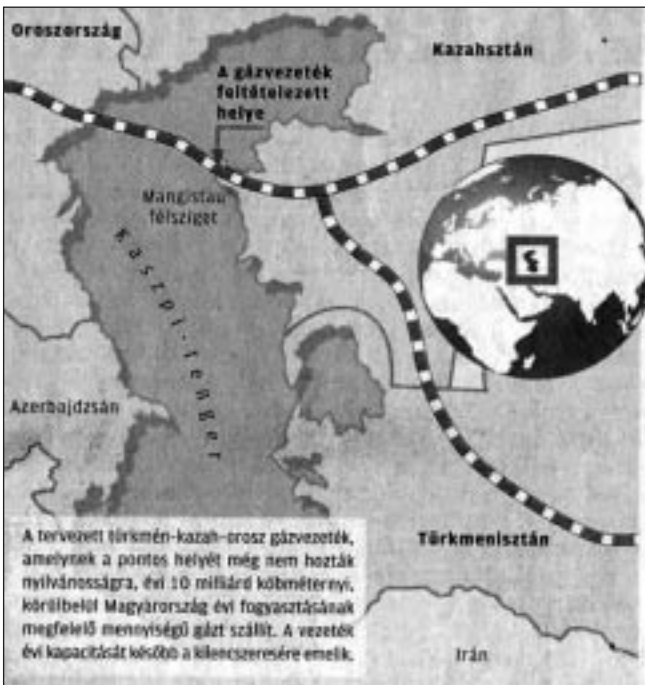 Oroszország
Kazahsztán
A gázvezeték
feltételezett
helye
Mangistau
félsziget
Kaszpi-tenger
Azerbajdzsán
Türkmenisztán
Irán
A tervezett türkmén-kazah-orosz gázvezeték,
amelynek a pontos helyét még nem hozták
nyilvánosságra, évi 10 milliárd köbméternyi,
körülbelül Magyarország évi fogyasztásának
megfelelő mennyiségű gázt szállít. A vezeték
évi kapacitását később a kilencszeresére emelik.